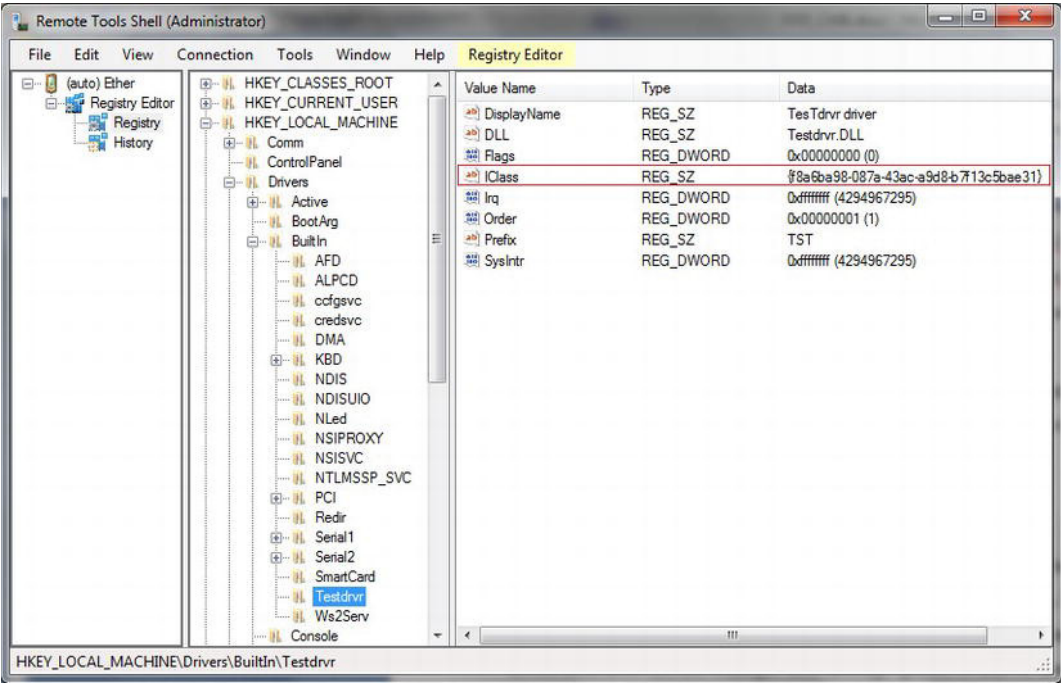 Remote Tools Shell (Administrator)
File Edit View Connection Tools Window Help Registry Editor
(auto) Ether
Registry Editor
Registry
History
HKEY_CLASSES_ROOT
HKEY_CURRENT_USER
HKEY_LOCAL_MACHINE
Comm
ControlPanel
Drivers
Active
BootArg
BuiltIn
AFD
ALPCD
ccfgsvc
credsvc
DMA
KBD
NDIS
NDISUIO
NLed
NSIPROXY
NSISVC
NTLMSSP_SVC
PCI
Redir
Serial1
Serial2
SmartCard
Testdrvr
Ws2Serv
Console
Value Name Type Data
DisplayName REG_SZ TesTdrvr driver
DLL REG_SZ Testdrvr.DLL
Flags REG_DWORD 0x00000000 (0)
IClass REG_SZ {f8a6ba98-087a-43ac-a9d8-b7f13c5bae31}
Irq REG_DWORD 0xffffffff (4294967295)
Order REG_DWORD 0x00000001 (1)
Prefix REG_SZ TST
SysIntr REG_DWORD 0xffffffff (4294967295)
HKEY_LOCAL_MACHINE\Drivers\BuiltIn\Testdrvr